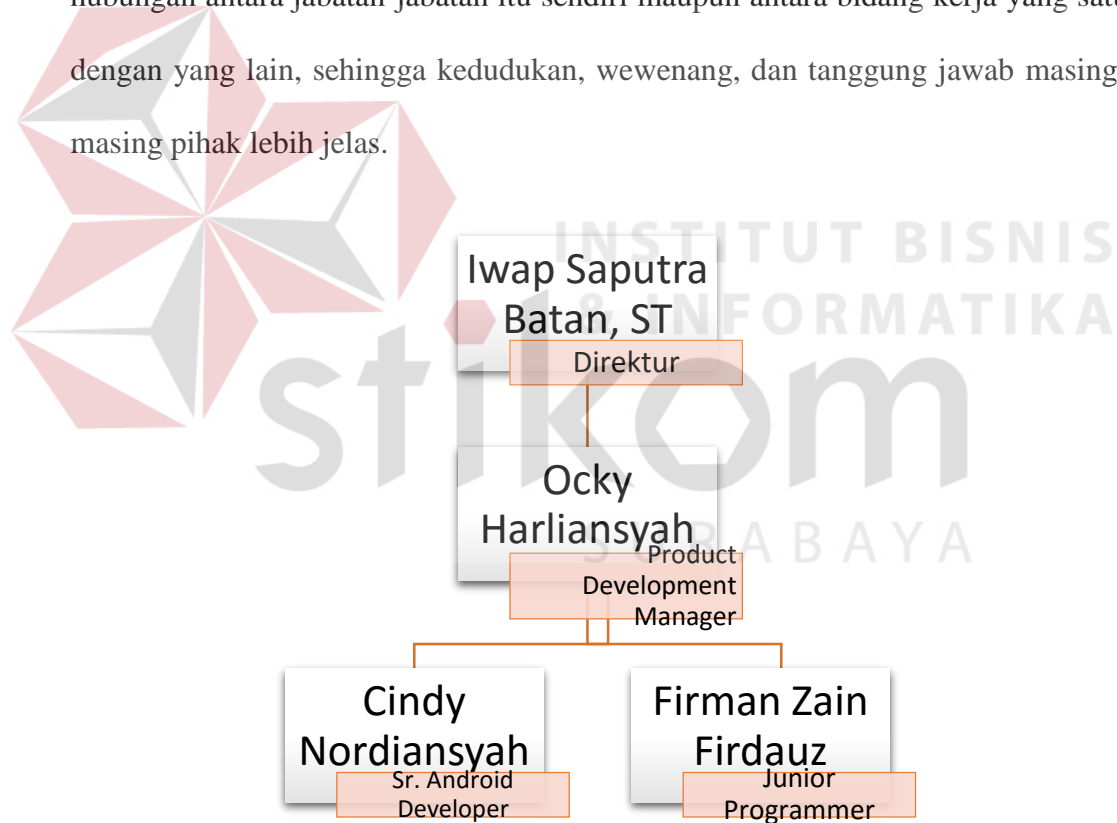 hubungan antara jabatan-jabatan itu sendiri maupun antara bidang kerja yang satu
dengan yang lain, sehingga kedudukan, wewenang, dan tanggung jawab masing
masing pihak lebih jelas.
INSTITUT BISNIS
& INFORMATIKA
stikom
SURABAYA
Iwap Saputra
Batan, ST
Direktur
Ocky
Harliansyah
Product
Development
Manager
Cindy
Nordiansyah
Sr. Android
Developer
Firman Zain
Firdauz
Junior
Programmer